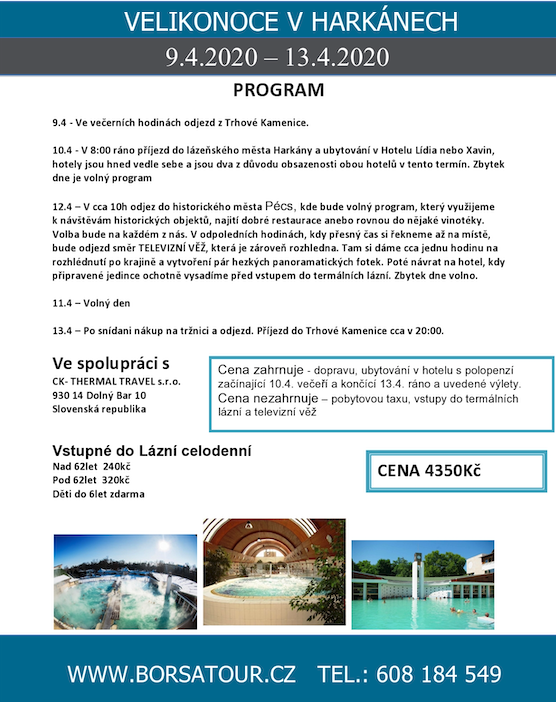 VELIKONOCE V HARKÁNECH
9.4.2020 – 13.4.2020
PROGRAM
9.4 - Ve večerních hodinách odjezd z Trhové Kamenice.
10.4 - V 8:00 ráno příjezd do lázeňského města Harkány a ubytování v Hotelu Lídia nebo Xavin,
hotely jsou hned vedle sebe a jsou dva z důvodu obsazenosti obou hotelů v tento termín. Zbytek
dne je volný program
12.4 – V cca 10h odjez do historického města Pécs, kde bude volný program, který využijeme
k návštěvám historických objektů, najití dobré restaurace anebo rovnou do nějaké vinotéky.
Volba bude na každém z nás. V odpoledních hodinách, kdy přesný čas si řekneme až na místě,
bude odjezd směr TELEVIZNÍ VĚŽ, která je zároveň rozhledna. Tam si dáme cca jednu hodinu na
rozhlédnutí po krajině a vytvoření pár hezkých panoramatických fotek. Poté návrat na hotel, kdy
připravené jedince ochotně vysadíme před vstupem do termálních lázní. Zbytek dne volno.
11.4 – Volný den
13.4 – Po snídani nákup na tržnici a odjezd. Příjezd do Trhové Kamenice cca v 20:00.
Ve spolupráci s
CK- THERMAL TRAVEL s.r.o.
930 14 Dolný Bar 10
Slovenská republika
Cena zahrnuje - dopravu, ubytování v hotelu s polopenzí
začínající 10.4. večeří a končící 13.4. ráno a uvedené výlety.
Cena nezahrnuje – pobytovou taxu, vstupy do termálních
lázní a televizní věž
Vstupné do Lázní celodenní
Nad 62let 240kč
Pod 62let 320kč
Děti do 6let zdarma
CENA 4350Kč
WWW.BORSATOUR.CZ TEL.: 608 184 549